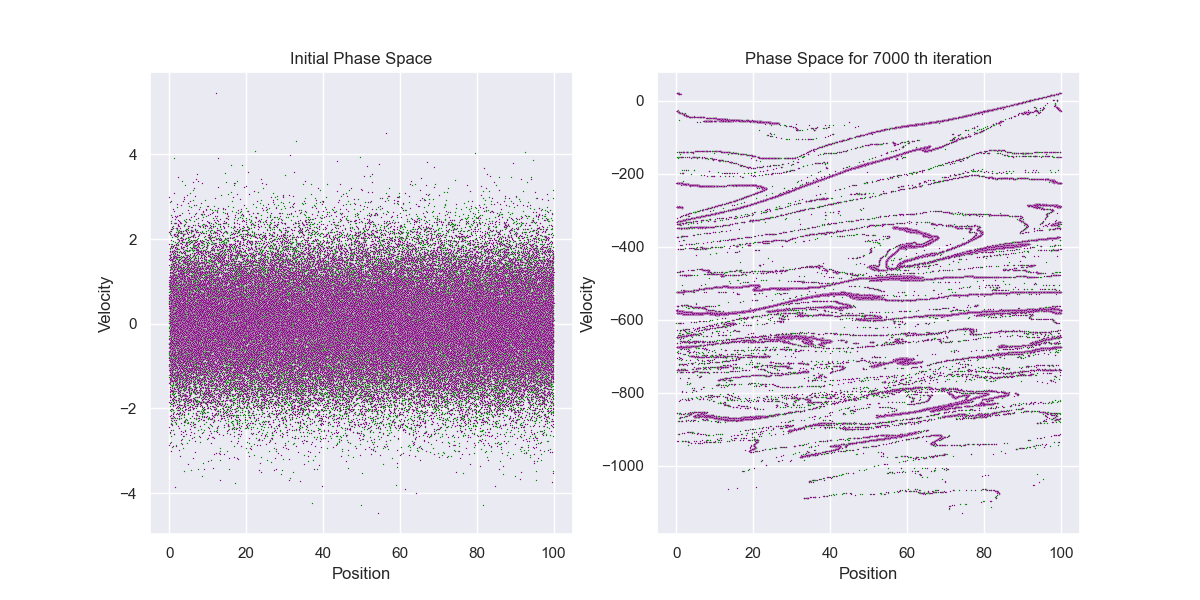 Initial Phase Space
Velocity
4
2
0
−2
−4
0 20 40 60 80 100
Position
Phase Space for 7000 th iteration
Velocity
0
−200
−400
−600
−800
−1000
0 20 40 60 80 100
Position